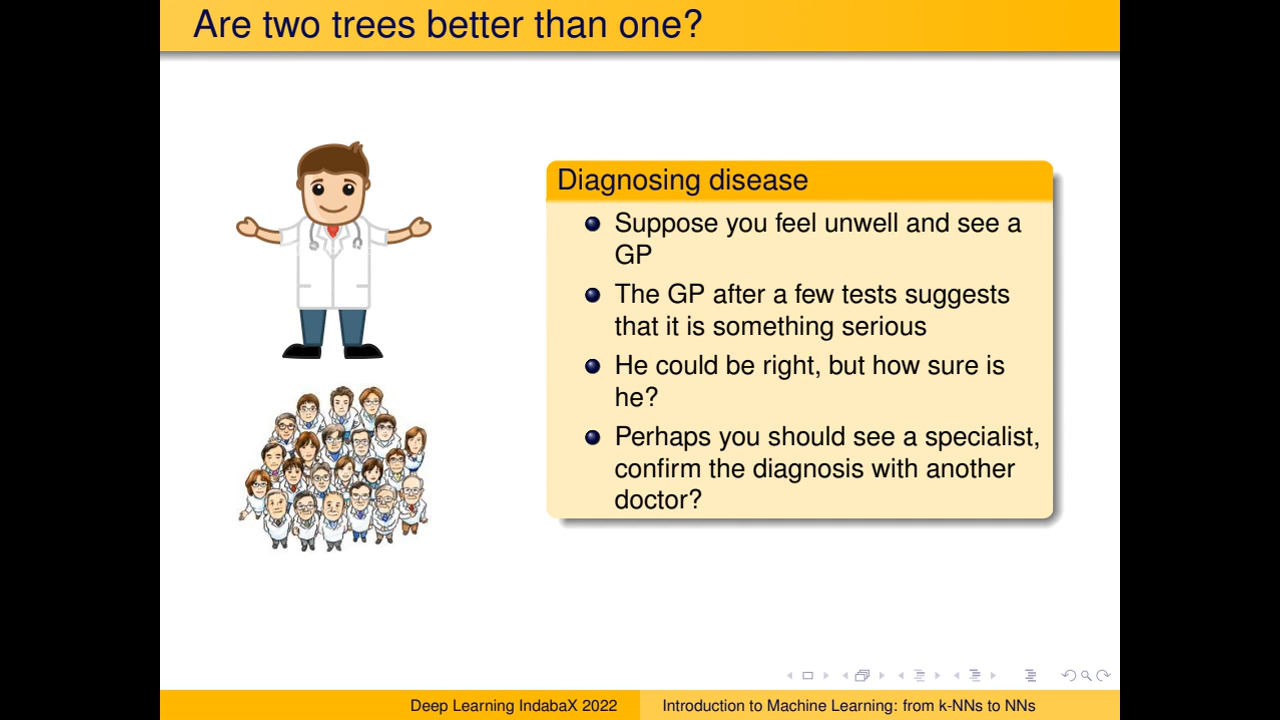 Are two trees better than one?
Diagnosing disease
Suppose you feel unwell and see a
GP
The GP after a few tests suggests
that it is something serious
He could be right, but how sure is
he?
Perhaps you should see a specialist,
confirm the diagnosis with another
doctor?
Deep Learning IndabaX 2022
Introduction to Machine Learning: from k-NNs to NNs